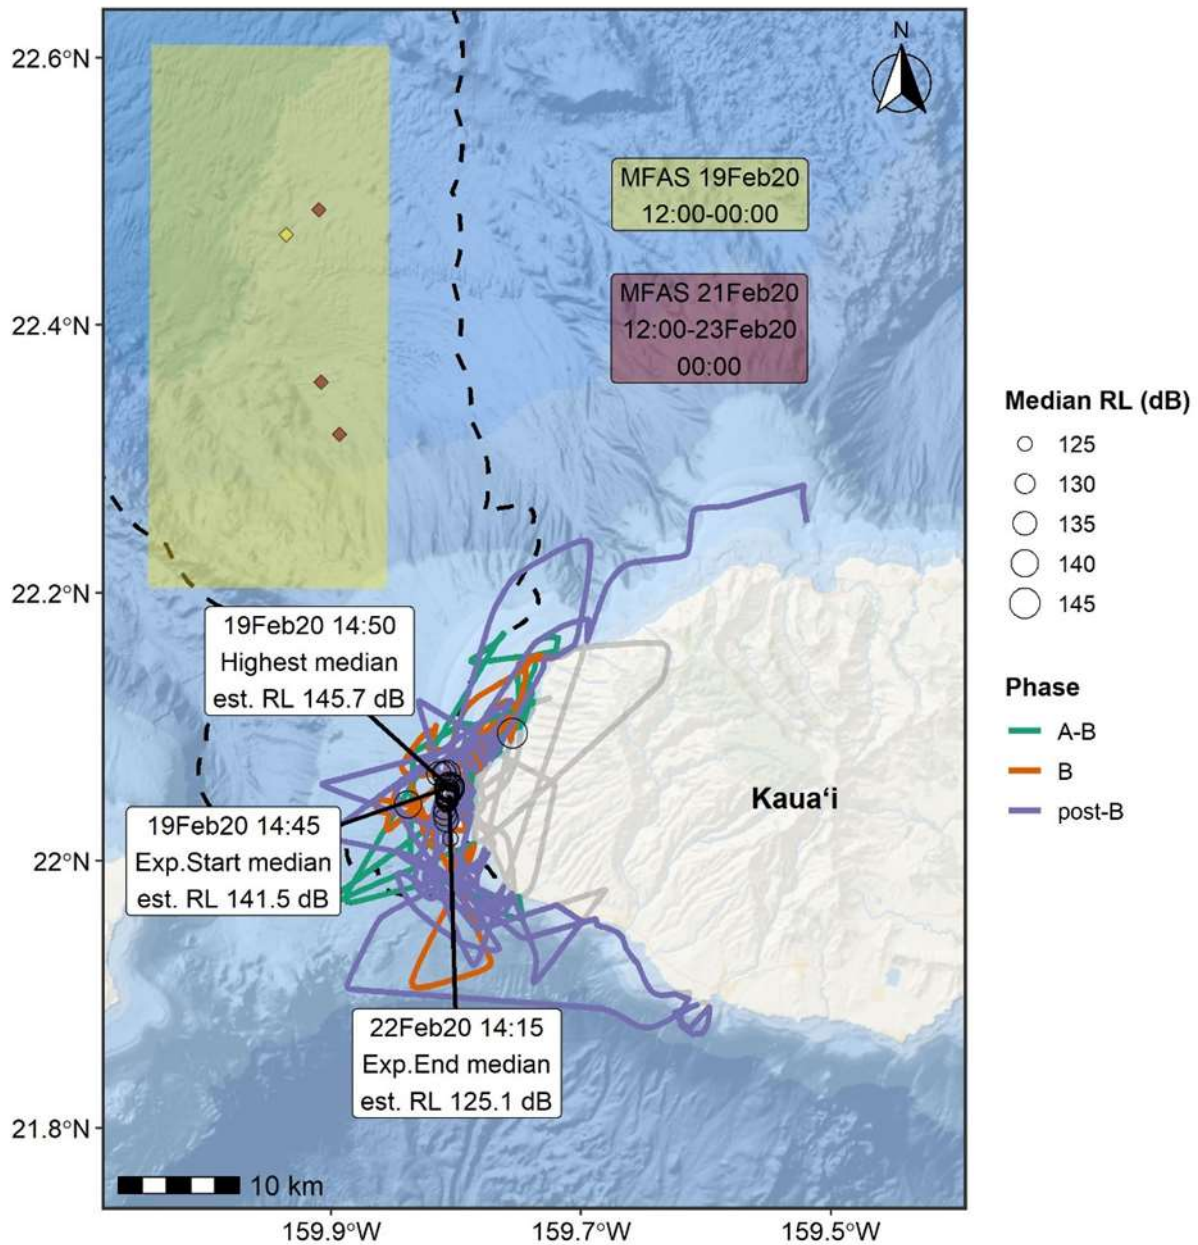 N
22.6°N
22.4°N
22.2°N
22°N
21.8°N
MFAS 19Feb20
12:00-00:00
MFAS 21Feb20
12:00-23Feb20
00:00
19Feb20 14:50
Highest median
est. RL 145.7 dB
19Feb20 14:45
Exp.Start median
est. RL 141.5 dB
22Feb20 14:15
Exp.End median
est. RL 125.1 dB
Kauaʻi
10 km
159.9°W
159.7°W
159.5°W
Median RL (dB)
125
130
135
140
145
Phase
A-B
B
post-B